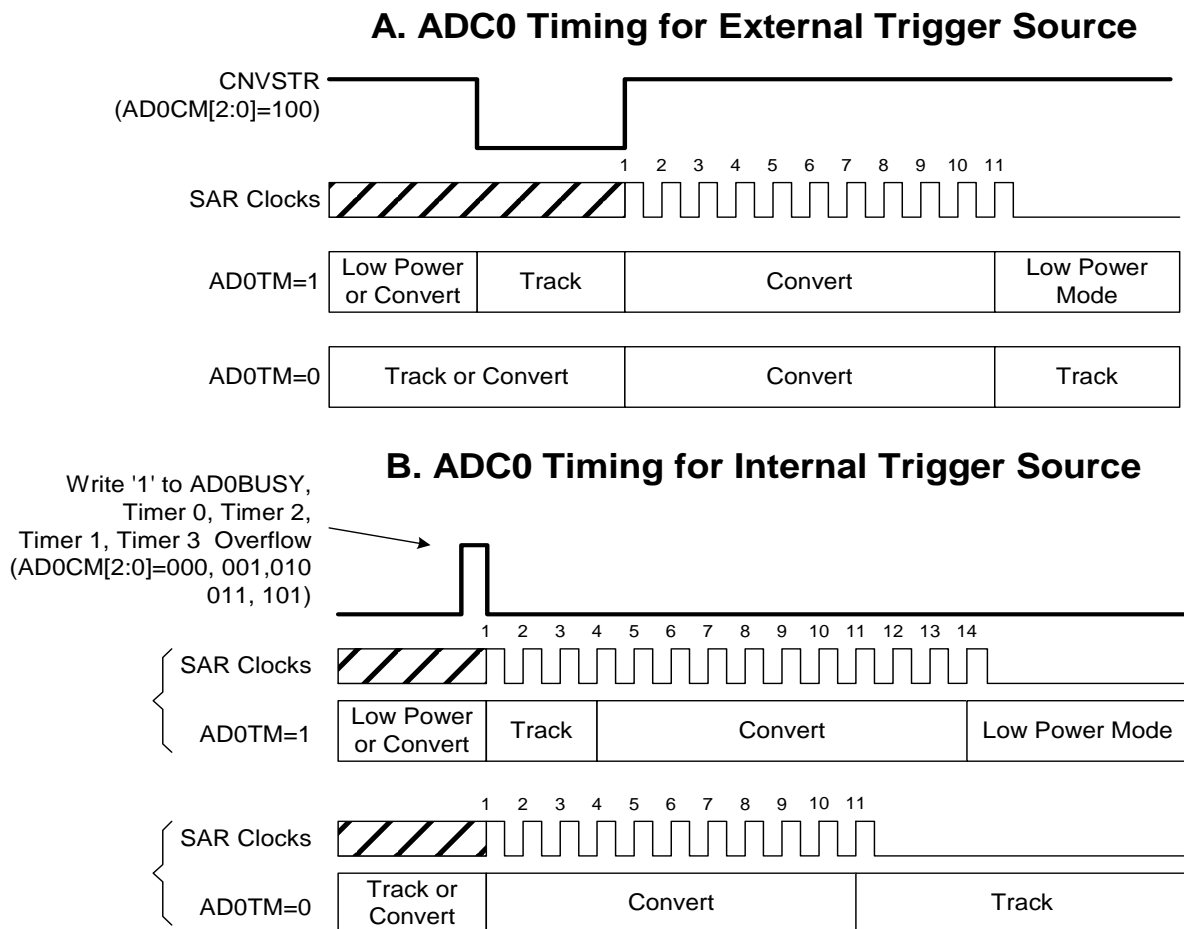 A. ADC0 Timing for External Trigger Source
CNVSTR
(AD0CM[2:0]=100)
1 2 3 4 5 6 7 8 9 10 11
SAR Clocks
AD0TM=1
Low Power
or Convert
Track
Convert
Low Power
Mode
AD0TM=0
Track or Convert
Convert
Track
B. ADC0 Timing for Internal Trigger Source
Write '1' to AD0BUSY,
Timer 0, Timer 2,
Timer 1, Timer 3 Overflow
(AD0CM[2:0]=000, 001,010
011, 101)
1 2 3 4 5 6 7 8 9 10 11 12 13 14
SAR Clocks
AD0TM=1
Low Power
or Convert
Track
Convert
Low Power Mode
1 2 3 4 5 6 7 8 9 10 11
SAR Clocks
AD0TM=0
Track or
Convert
Convert
Track